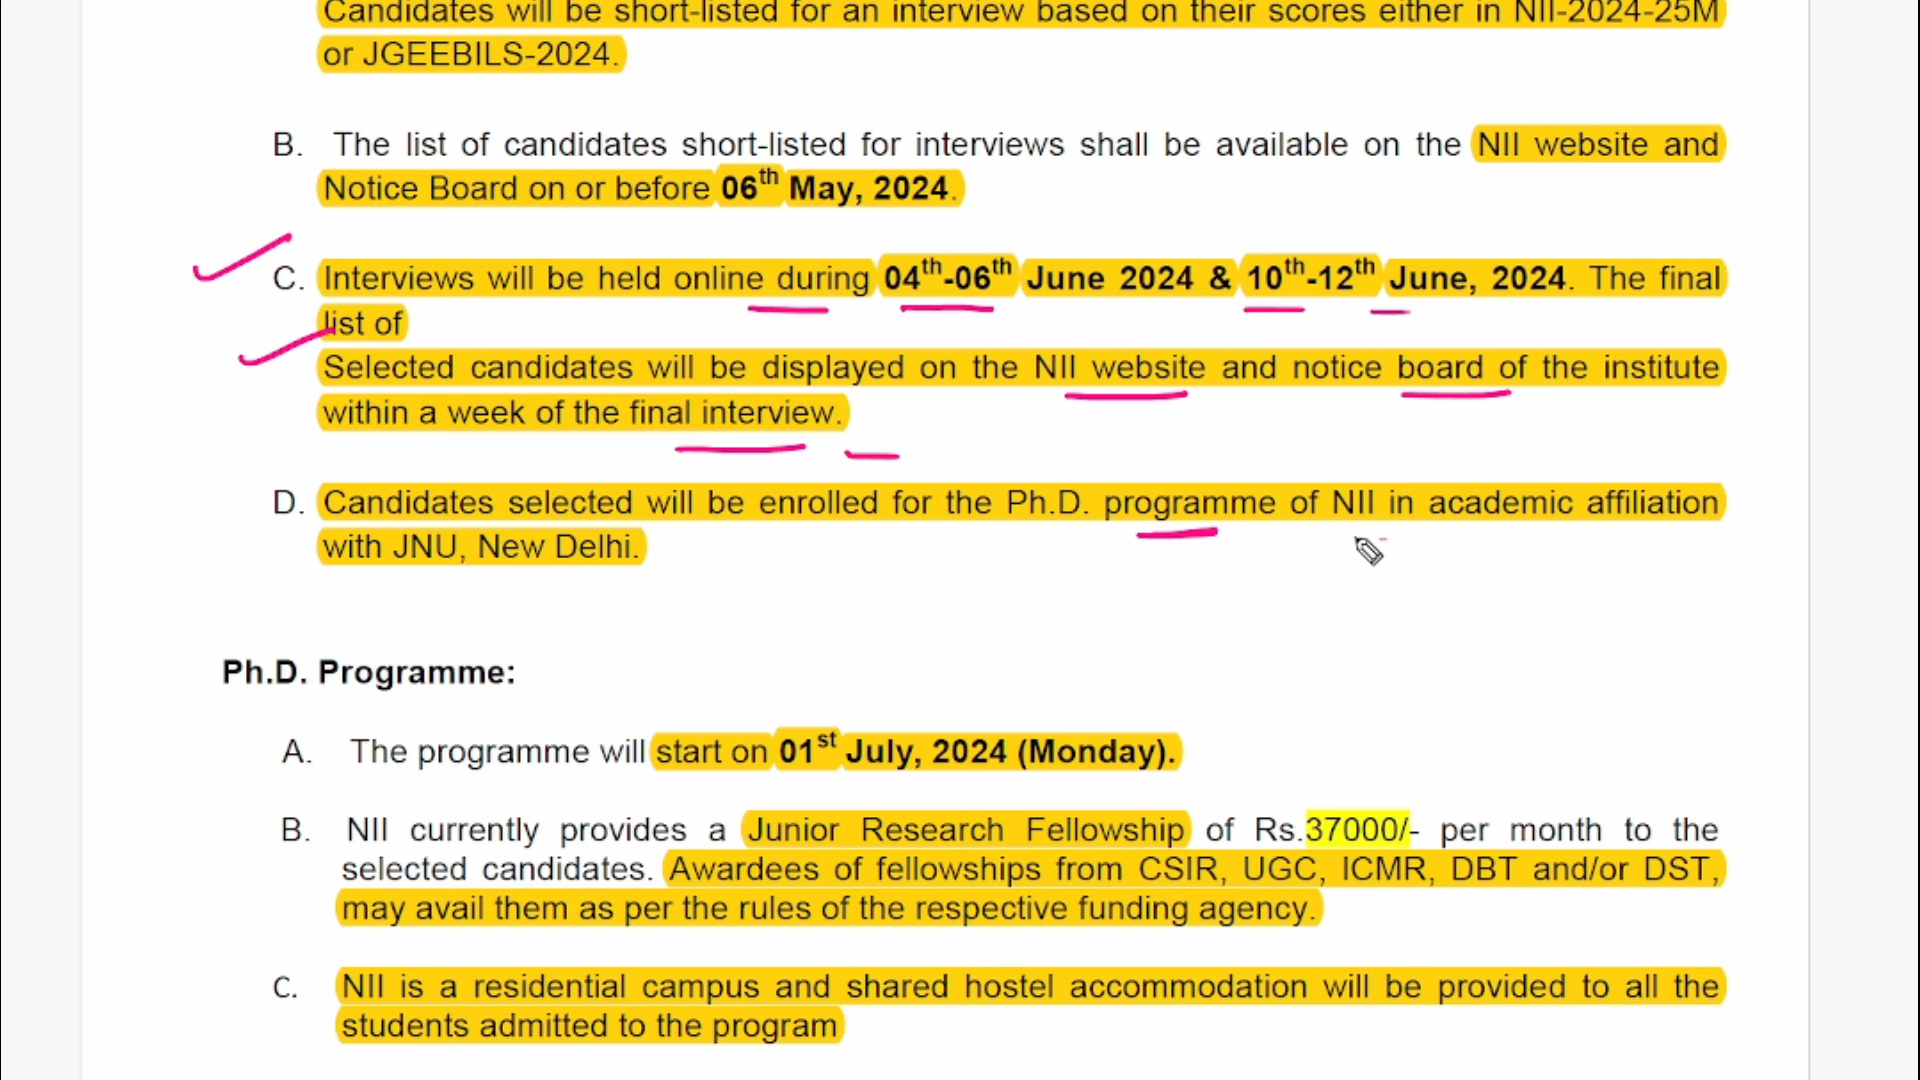 Candidates will be short-listed for an interview based on their scores either in NII-2024-25M
or JGEEBILS-2024.
B. The list of candidates short-listed for interviews shall be available on the NII website and
Notice Board on or before 06th May, 2024.
C. Interviews will be held online during 04th-06th June 2024 & 10th-12th June, 2024. The final
list of
Selected candidates will be displayed on the NII website and notice board of the institute
within a week of the final interview.
D. Candidates selected will be enrolled for the Ph.D. programme of NII in academic affiliation
with JNU, New Delhi.
Ph.D. Programme:
A. The programme will start on 01st July, 2024 (Monday).
B. NII currently provides a Junior Research Fellowship of Rs.37000/- per month to the
selected candidates. Awardees of fellowships from CSIR, UGC, ICMR, DBT and/or DST,
may avail them as per the rules of the respective funding agency.
C. NII is a residential campus and shared hostel accommodation will be provided to all the
students admitted to the program